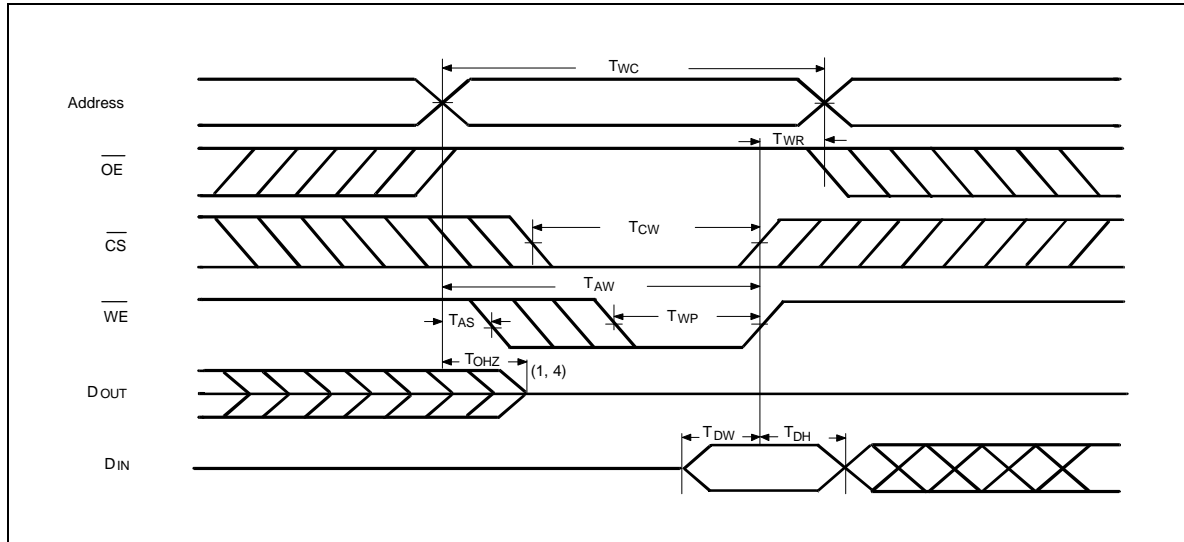 TWC
Address
TWR
OE
TCW
CS
TAW
WE
TAS
TWP
TOHZ
(1, 4)
DOUT
TDW
TDH
DIN